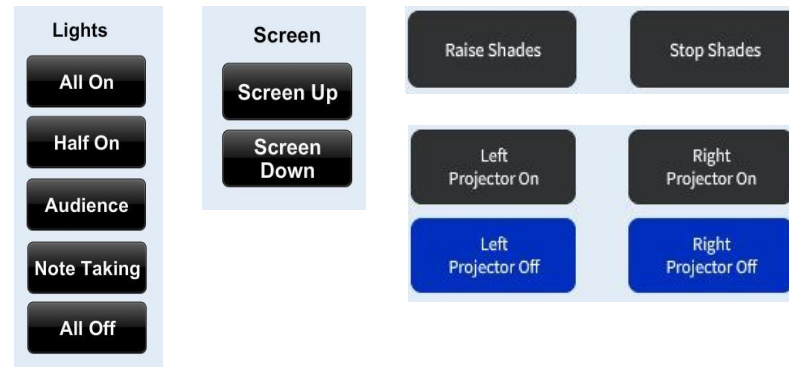 Lights
All On
Half On
Audience
Note Taking
All Off
Screen
Screen Up
Screen
Down
Raise Shades
Stop Shades
Left
Projector On
Right
Projector On
Left
Projector Off
Right
Projector Off